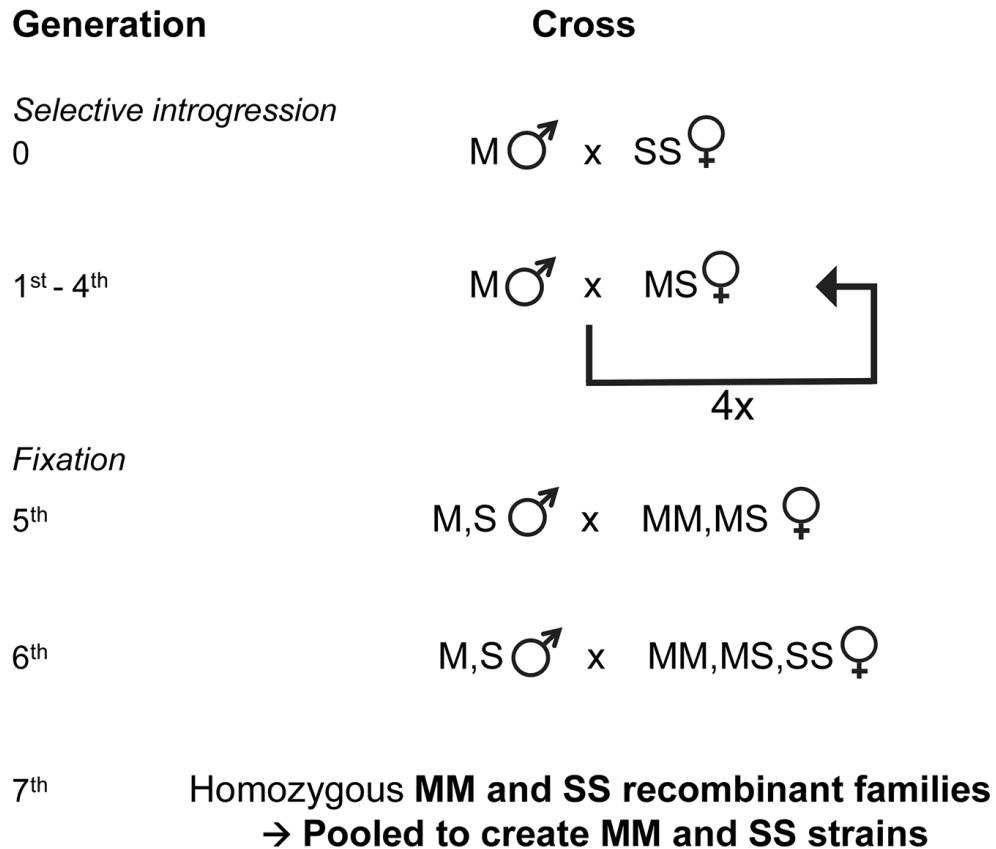 Generation Cross
Selective introgression
0 M♂ x SS♀
1st - 4th M♂ x MS♀
4x
Fixation
5th M,S ♂ x MM,MS ♀
6th M,S♂ x MM,MS,SS♀
7th Homozygous MM and SS recombinant families
→ Pooled to create MM and SS strains